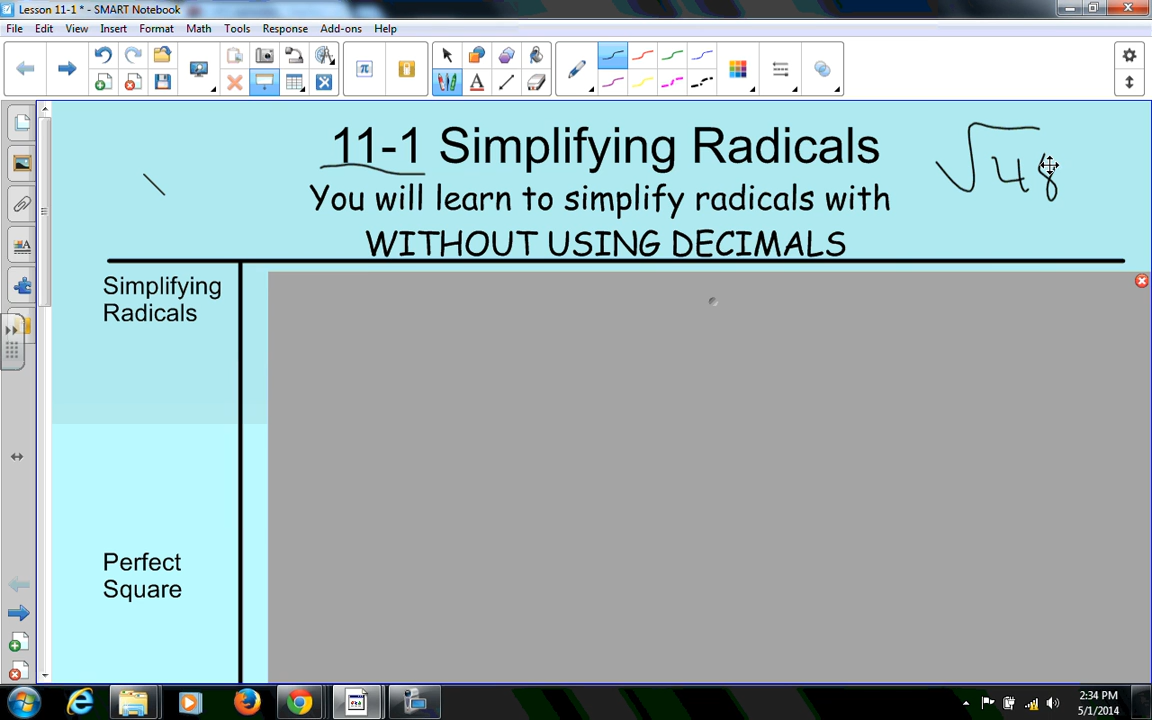 Lesson 11-1 * - SMART Notebook
File Edit View Insert Format Math Tools Response Add-ons Help
11-1 Simplifying Radicals
√48
You will learn to simplify radicals with
WITHOUT USING DECIMALS
Simplifying
Radicals
Perfect
Square
2:34 PM
5/1/2014